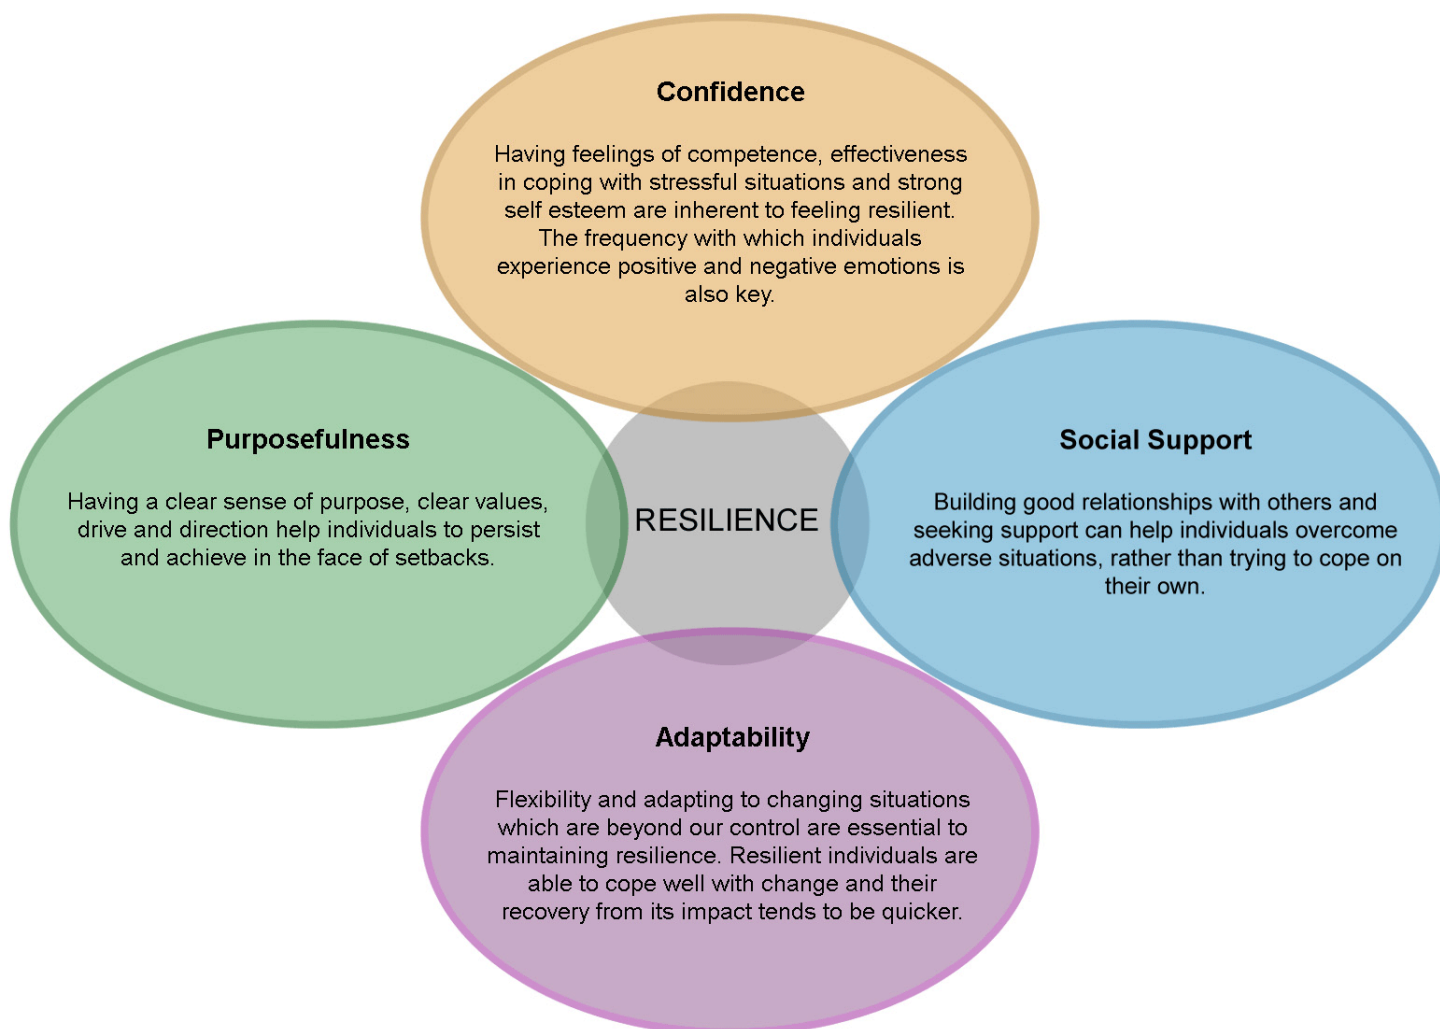 Confidence
Having feelings of competence, effectiveness
in coping with stressful situations and strong
self esteem are inherent to feeling resilient.
The frequency with which individuals
experience positive and negative emotions is
also key.
Purposefulness
Having a clear sense of purpose, clear values,
drive and direction help individuals to persist
and achieve in the face of setbacks.
RESILIENCE
Social Support
Building good relationships with others and
seeking support can help individuals overcome
adverse situations, rather than trying to cope on
their own.
Adaptability
Flexibility and adapting to changing situations
which are beyond our control are essential to
maintaining resilience. Resilient individuals are
able to cope well with change and their
recovery from its impact tends to be quicker.